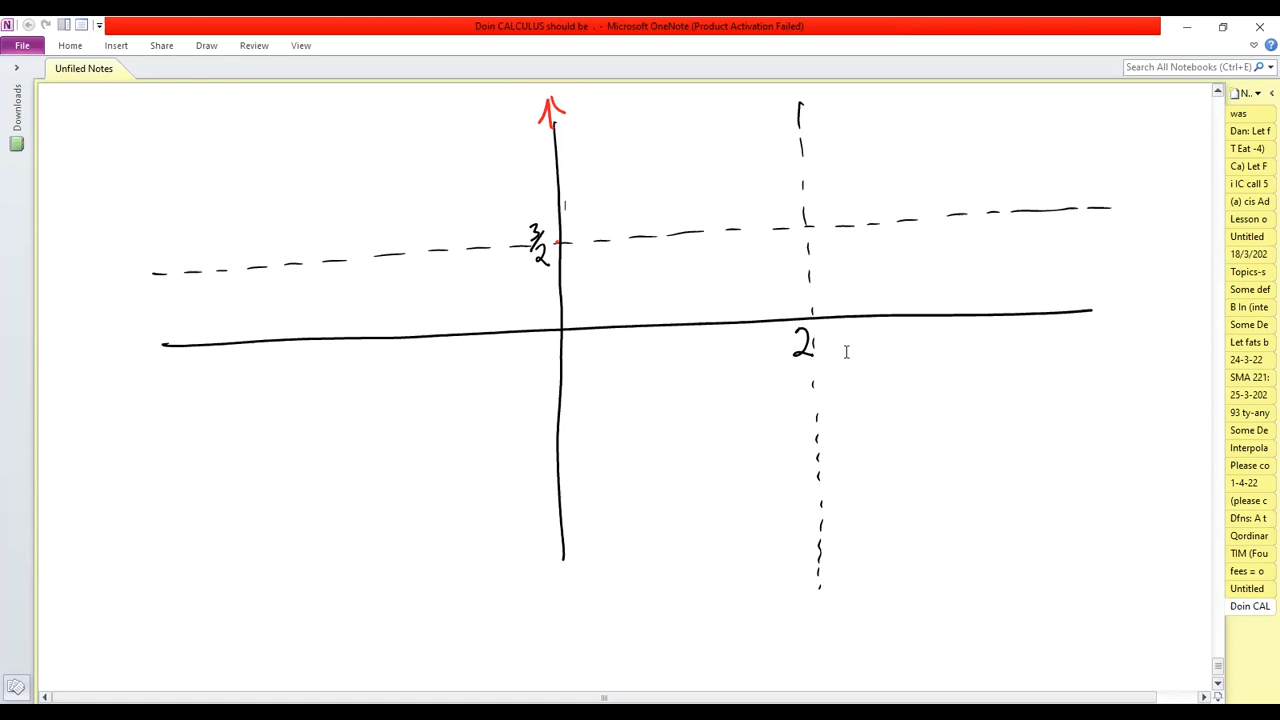 Doin CALCULUS should be . - Microsoft OneNote (Product Activation Failed)
File Home Insert Share Draw Review View
Unfiled Notes
Search All Notebooks (Ctrl+E)
Downloads
N..
was
Dan: Let f
T Eat -4)
Ca) Let F
i IC call 5
(a) cis Ad
Lesson o
Untitled
18/3/202
Topics-s
Some def
B In (inte
Some De
Let fats b
24-3-22
SMA 221:
25-3-202
93 ty-any
Some De
Interpola
Please co
1-4-22
(please c
Dfns: A t
Qordinar
TIM (Fou
fees = o
Untitled
Doin CAL
3/2
2